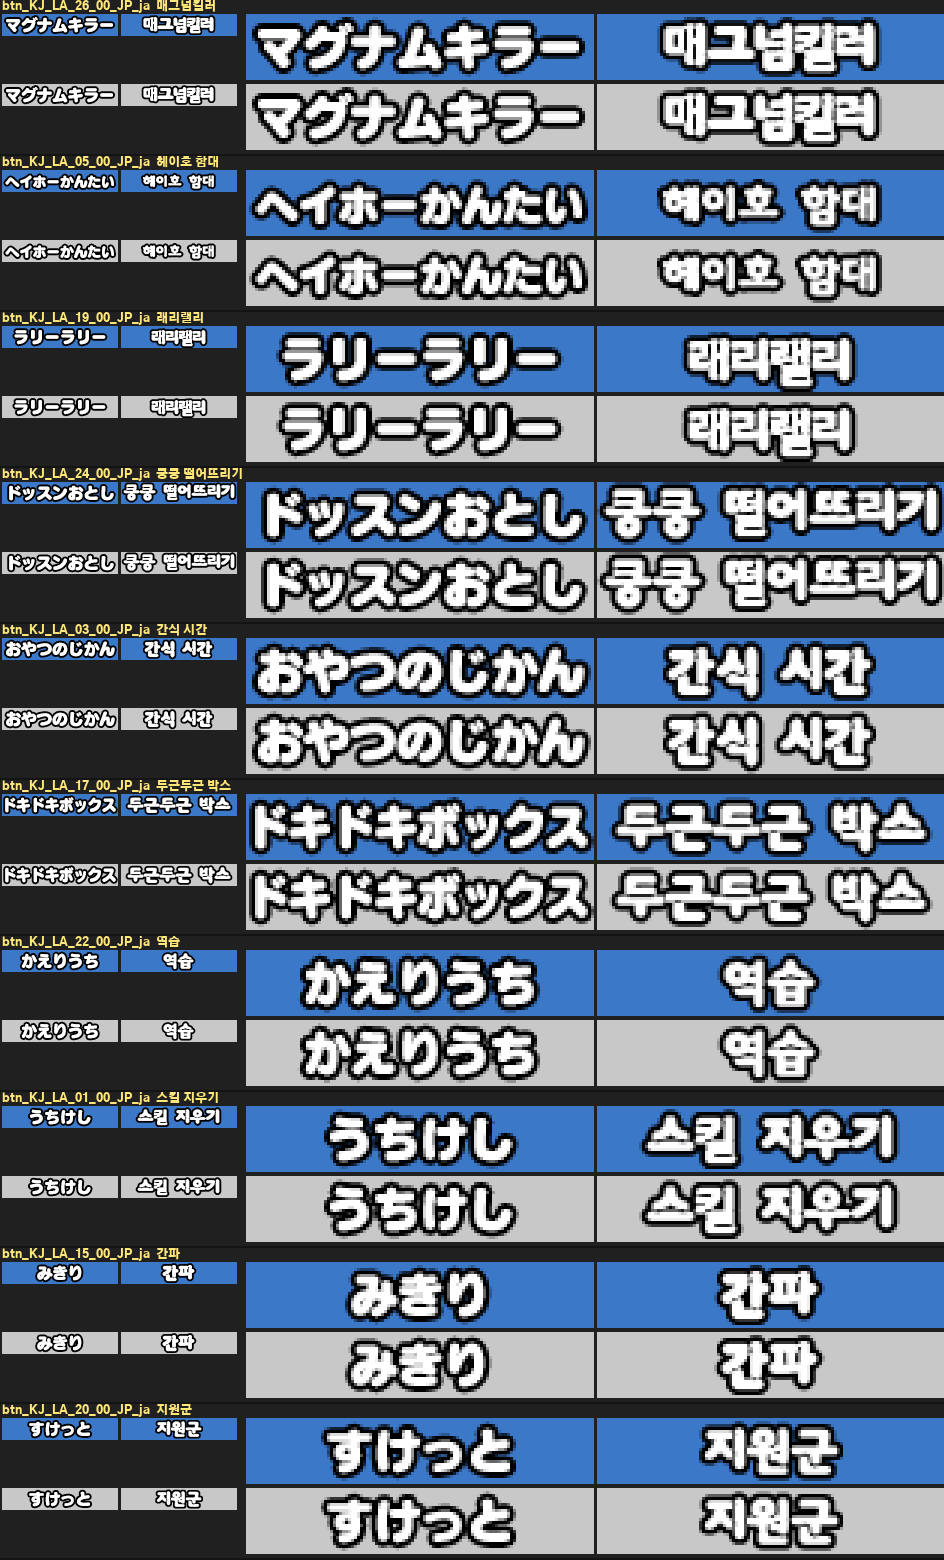 btn_KJ_LA_26_00_JP_ja 매그넘킬러
マグナムキラー 매그넘킬러 マグナムキラー 매그넘킬러
マグナムキラー 매그넘킬러 マグナムキラー 매그넘킬러
btn_KJ_LA_05_00_JP_ja 헤이호 함대
ヘイホーかんたい 헤이호 함대 ヘイホーかんたい 헤이호 함대
ヘイホーかんたい 헤이호 함대 ヘイホーかんたい 헤이호 함대
btn_KJ_LA_19_00_JP_ja 래리랠리
ラリーラリー 래리랠리 ラリーラリー 래리랠리
ラリーラリー 래리랠리 ラリーラリー 래리랠리
btn_KJ_LA_24_00_JP_ja 쿵쿵 떨어뜨리기
ドッスンおとし 쿵쿵 떨어뜨리기 ドッスンおとし 쿵쿵 떨어뜨리기
ドッスンおとし 쿵쿵 떨어뜨리기 ドッスンおとし 쿵쿵 떨어뜨리기
btn_KJ_LA_03_00_JP_ja 간식 시간
おやつのじかん 간식 시간 おやつのじかん 간식 시간
おやつのじかん 간식 시간 おやつのじかん 간식 시간
btn_KJ_LA_17_00_JP_ja 두근두근 박스
ドキドキボックス 두근두근 박스 ドキドキボックス 두근두근 박스
ドキドキボックス 두근두근 박스 ドキドキボックス 두근두근 박스
btn_KJ_LA_22_00_JP_ja 역습
かえりうち 역습 かえりうち 역습
かえりうち 역습 かえりうち 역습
btn_KJ_LA_01_00_JP_ja 스킬 지우기
うちけし 스킬 지우기 うちけし 스킬 지우기
うちけし 스킬 지우기 うちけし 스킬 지우기
btn_KJ_LA_15_00_JP_ja 간파
みきり 간파 みきり 간파
みきり 간파 みきり 간파
btn_KJ_LA_20_00_JP_ja 지원군
すけっと 지원군 すけっと 지원군
すけっと 지원군 すけっと 지원군